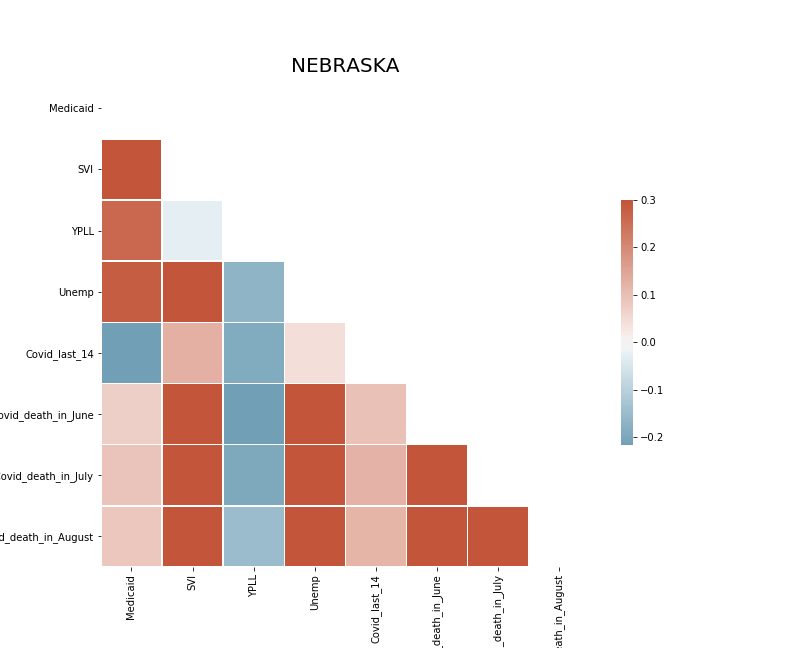 NEBRASKA
Medicaid
SVI
YPLL
Unemp
Covid_last_14
ovid_death_in_June
ovid_death_in_July
d_death_in_August
0.3
0.2
0.1
0.0
−0.1
−0.2
Medicaid
SVI
YPLL
Unemp
Covid_last_14
_death_in_June
_death_in_July
eath_in_August